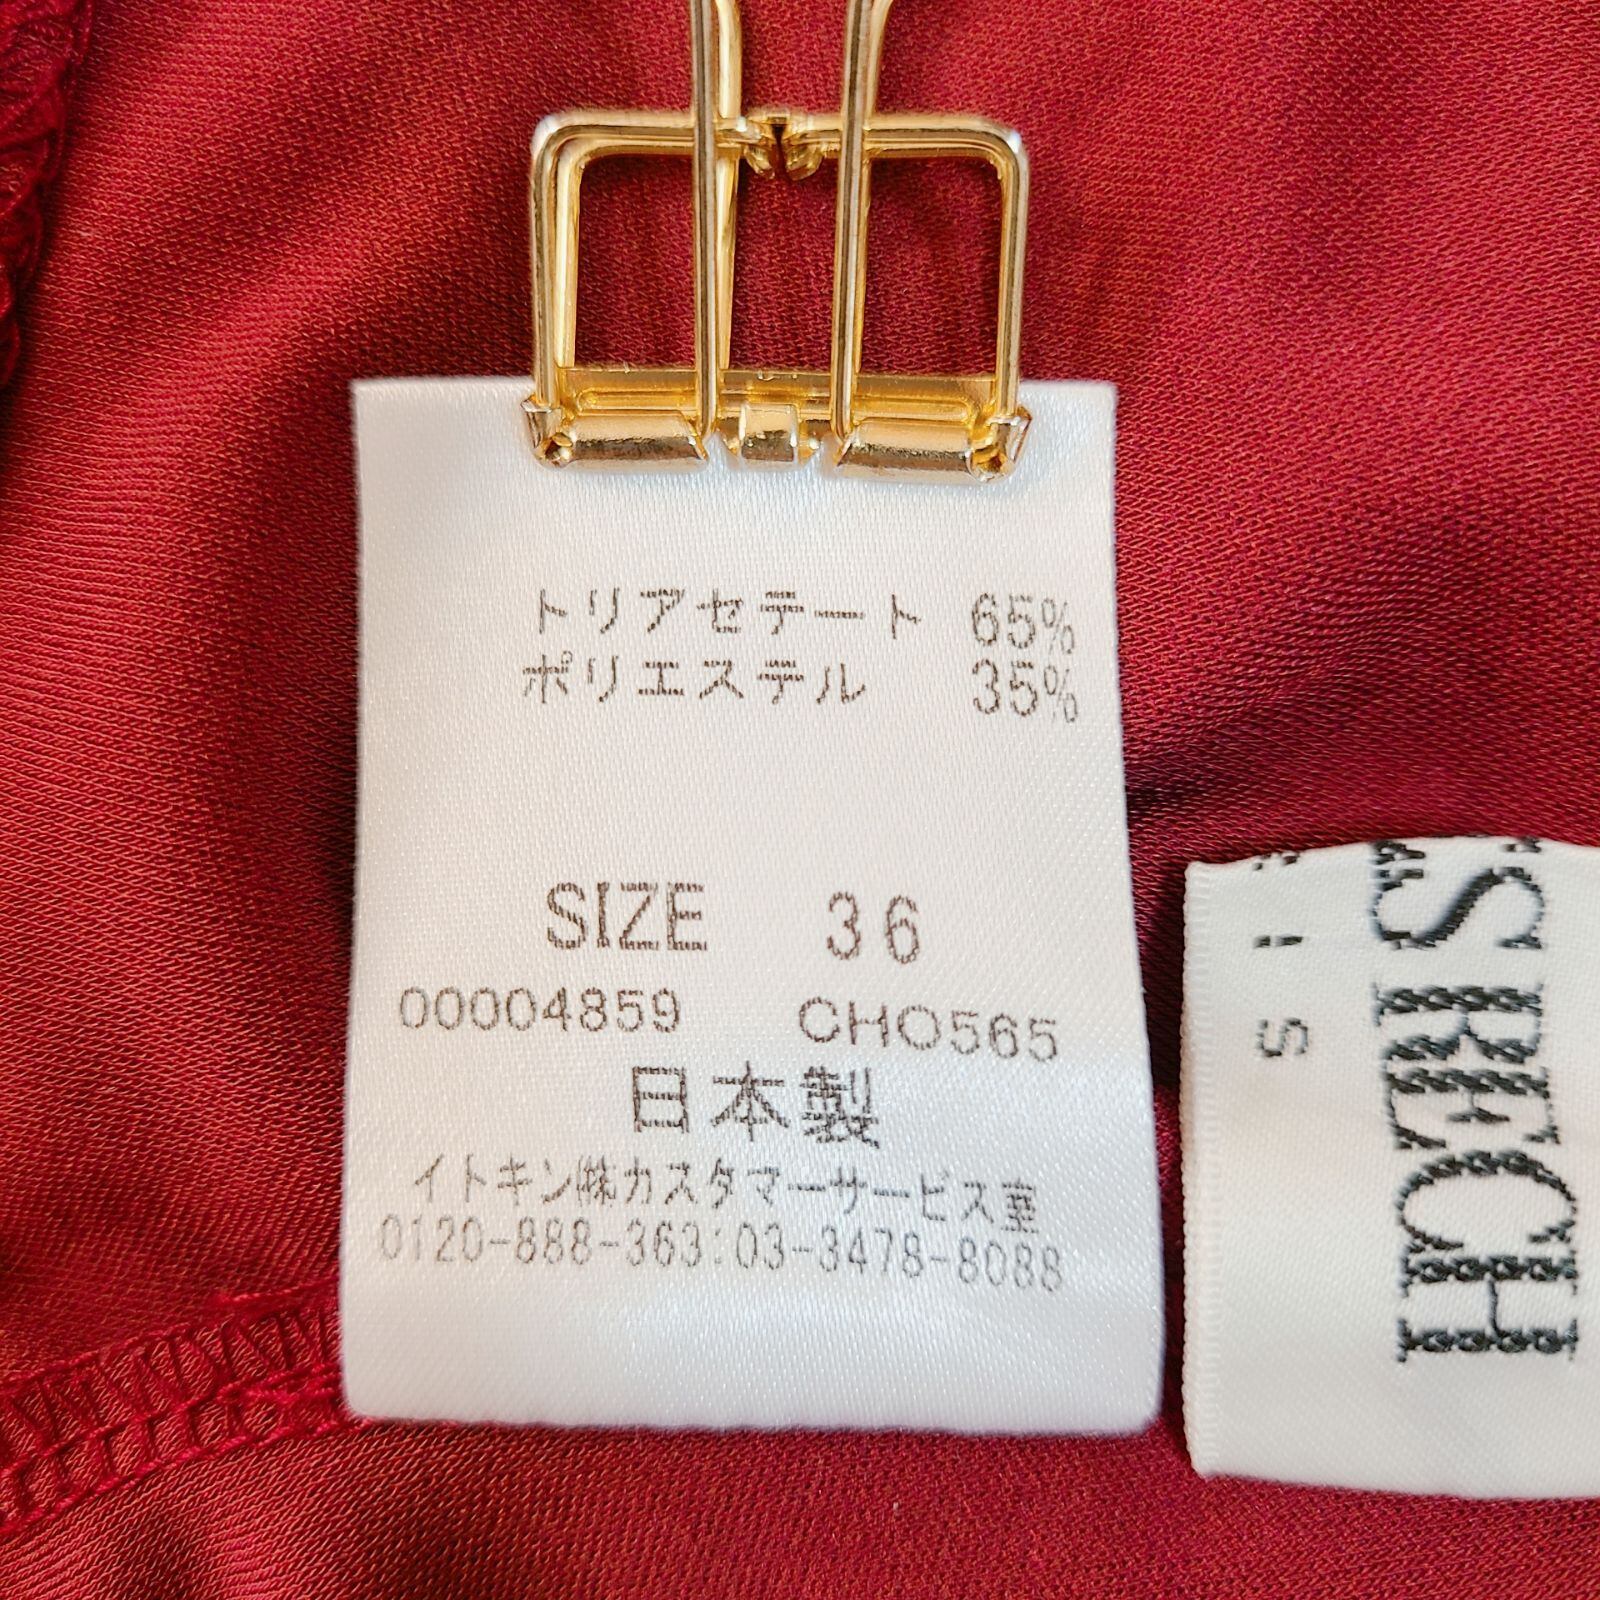 トリアセテート 65%
ポリエステル 35%
SIZE 36
00004859 CHO565
日本製
イトキン㈱カスタマーサービス室
0120-888-363:03-3478-8088
S RECH